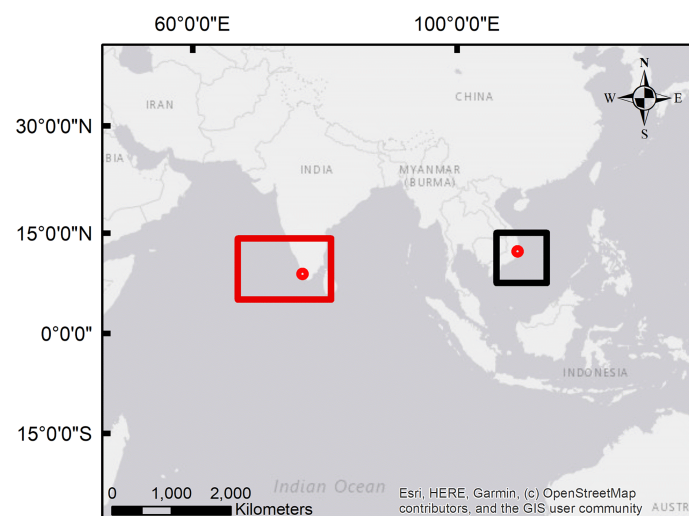 60°0'0"E 100°0'0"E
N
W E
S
CHINA
IRAN
30°0'0"N
BIA
INDIA
MYANMAR
(BURMA)
15°0'0"N
0°0'0"
INDONESIA
15°0'0"S
Indian Ocean
0 1,000 2,000
Kilometers
Esri, HERE, Garmin, (c) OpenStreetMap
contributors, and the GIS user community
AUSTR